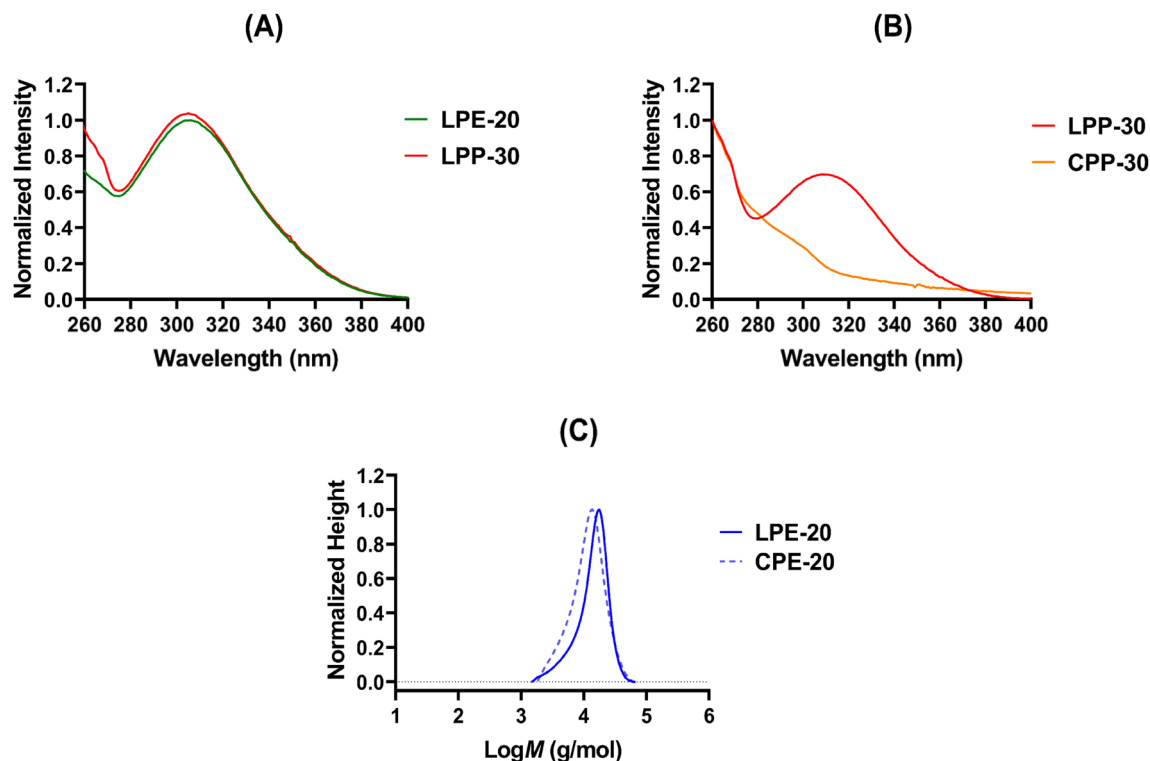 (A)
Normalized Intensity
1.2
1.0
0.8
0.6
0.4
0.2
0.0
260 280 300 320 340 360 380 400
Wavelength (nm)
LPE-20
LPP-30
(B)
Normalized Intensity
1.2
1.0
0.8
0.6
0.4
0.2
0.0
260 280 300 320 340 360 380 400
Wavelength (nm)
LPP-30
CPP-30
(C)
Normalized Height
1.2
1.0
0.8
0.6
0.4
0.2
0.0
1 2 3 4 5 6
LogM (g/mol)
LPE-20
CPE-20